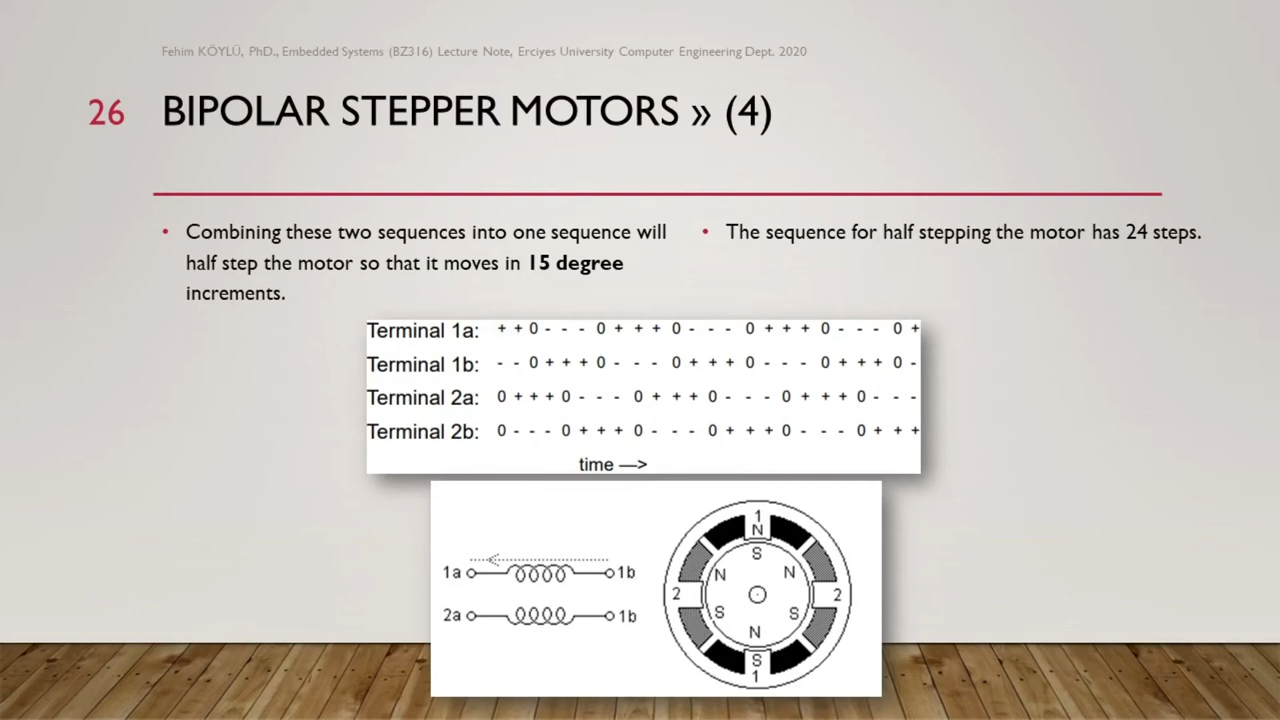 Fehim KÖYLÜ, PhD., Embedded Systems (BZ316) Lecture Note, Erciyes University Computer Engineering Dept. 2020
26 BIPOLAR STEPPER MOTORS » (4)
• Combining these two sequences into one sequence will
half step the motor so that it moves in 15 degree
increments.
• The sequence for half stepping the motor has 24 steps.
Terminal 1a: + + 0 - - - 0 + + + 0 - - - 0 + + + 0 - - - 0 +
Terminal 1b: - - 0 + + + 0 - - - 0 + + + 0 - - - 0 + + + 0 -
Terminal 2a: 0 + + + 0 - - - 0 + + + 0 - - - 0 + + + 0 - - -
Terminal 2b: 0 - - - 0 + + + 0 - - - 0 + + + 0 - - - 0 + + +
time —>
1a 1b
2a 1b
1
N
S
N N
2 2
S S
N
S
1